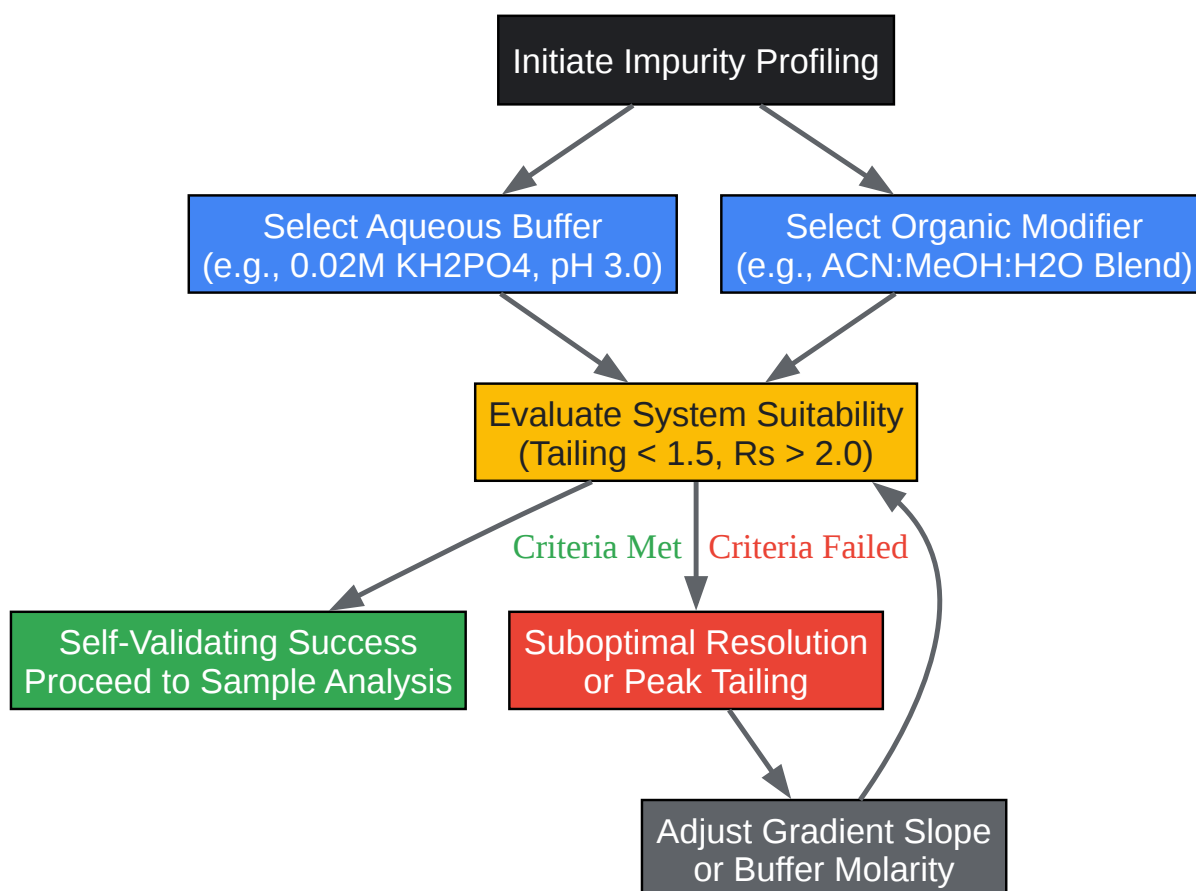 Initiate Impurity Profiling
Select Aqueous Buffer
(e.g., 0.02M KH2PO4, pH 3.0)
Select Organic Modifier
(e.g., ACN:MeOH:H2O Blend)
Evaluate System Suitability
(Tailing < 1.5, Rs > 2.0)
Criteria Met
Criteria Failed
Self-Validating Success
Proceed to Sample Analysis
Suboptimal Resolution
or Peak Tailing
Adjust Gradient Slope
or Buffer Molarity